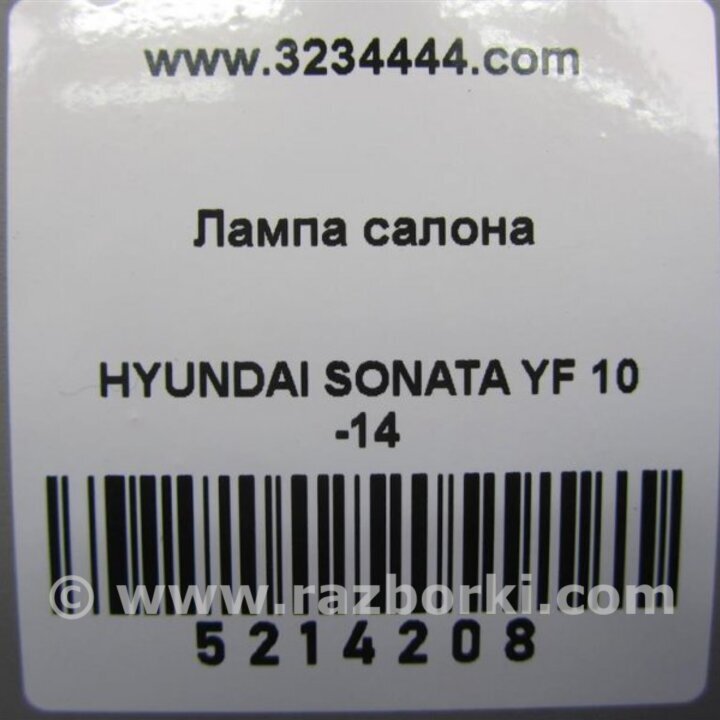 www.3234444.com
Лампа салона
HYUNDAI SONATA YF 10
-14
© www.razborki.com
5214208